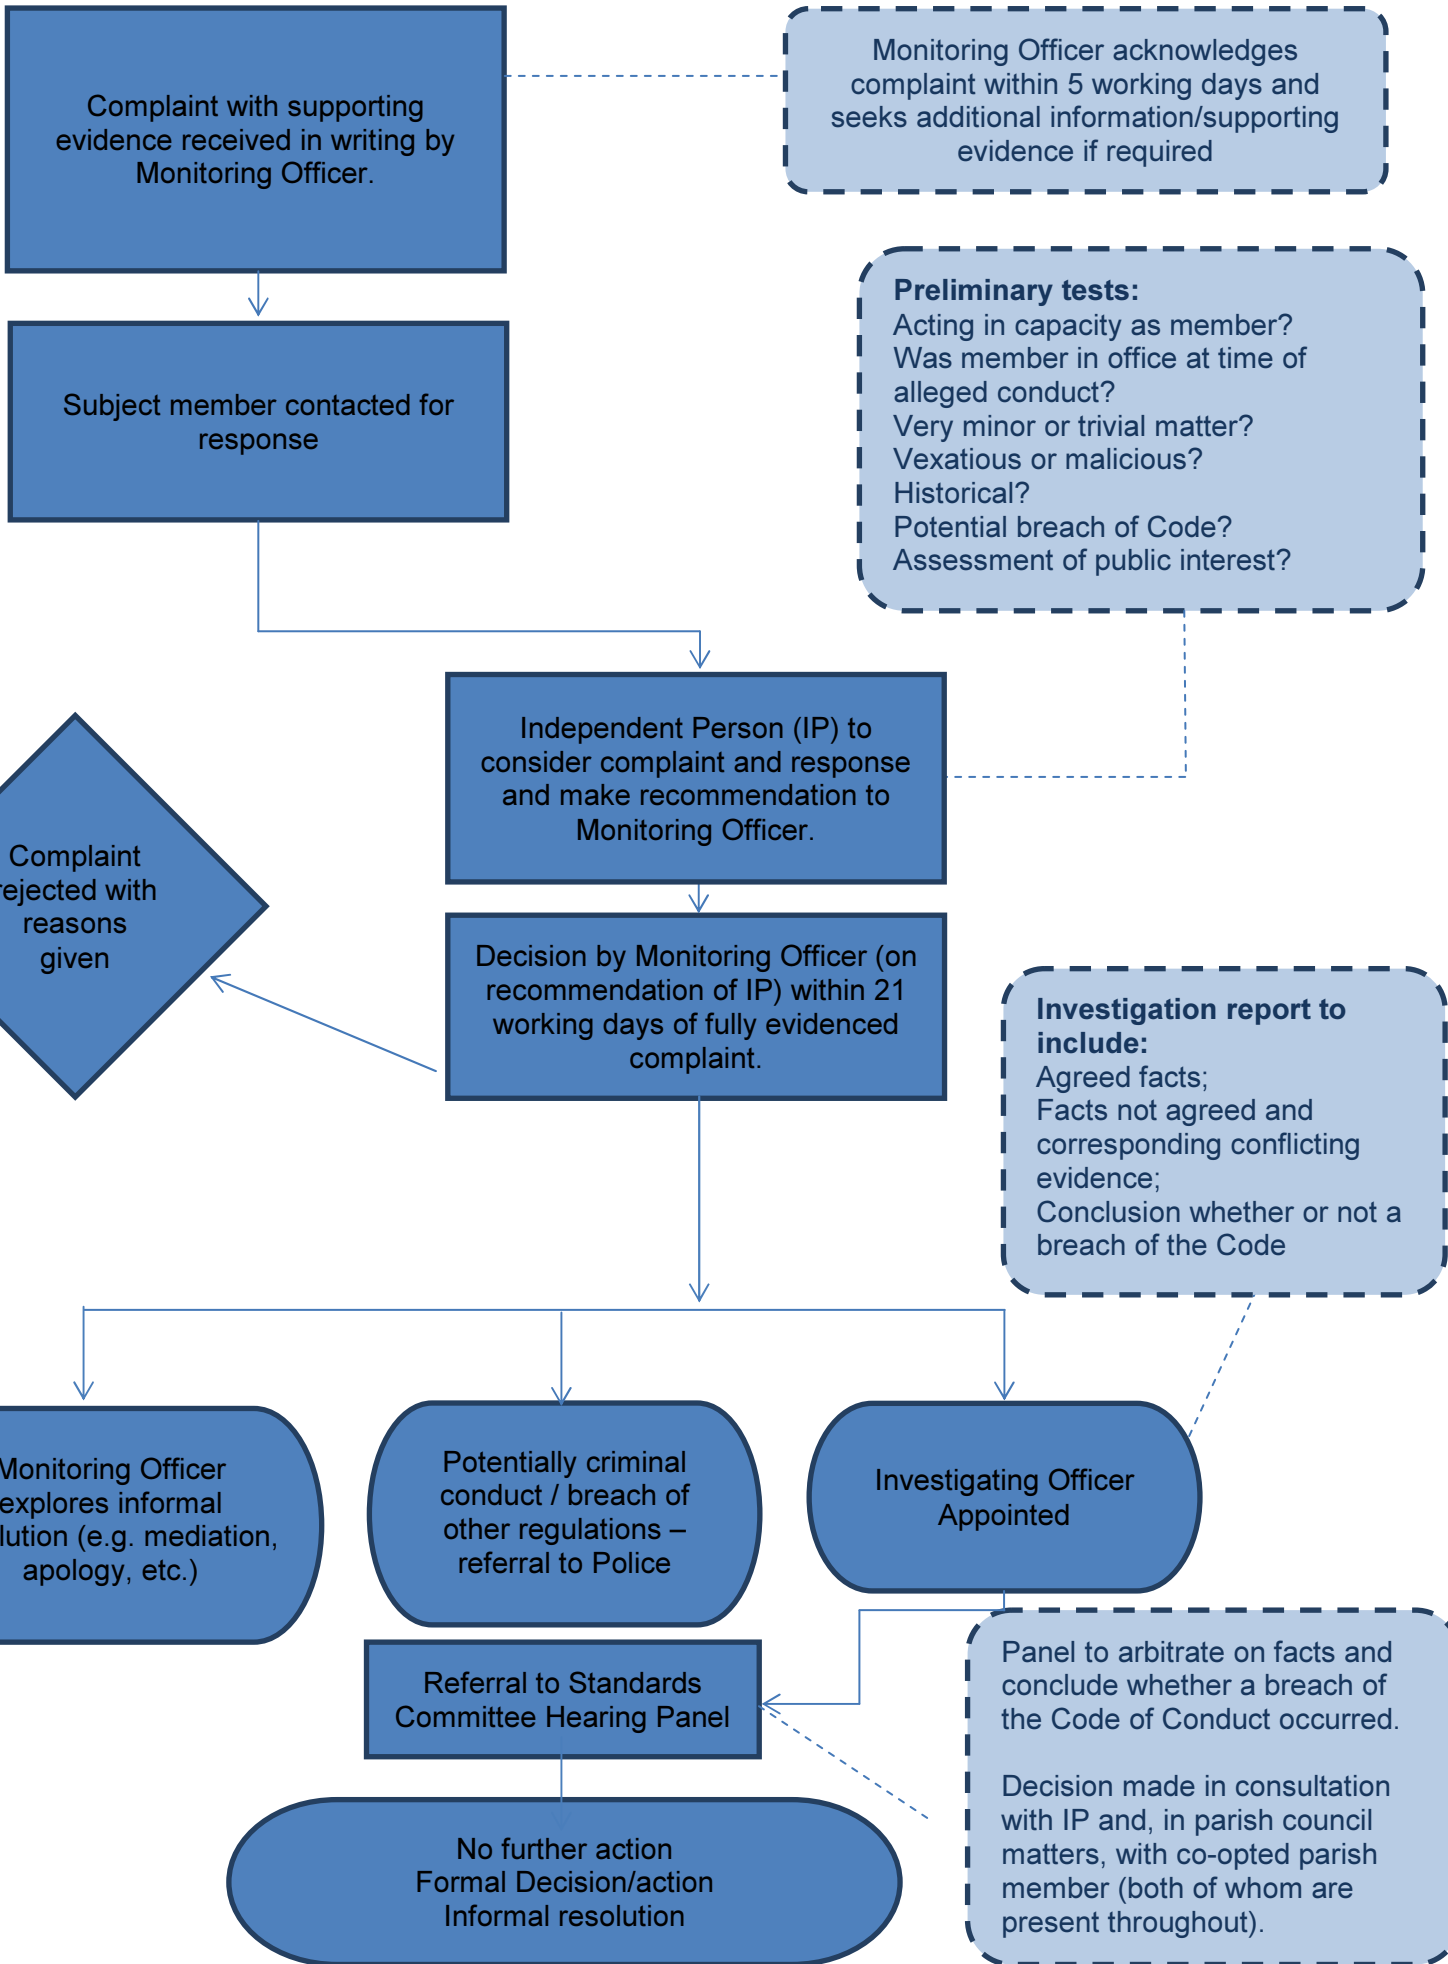 Complaint with supporting
evidence received in writing by
Monitoring Officer.
Monitoring Officer acknowledges
complaint within 5 working days and
seeks additional information/supporting
evidence if required
Preliminary tests:
Acting in capacity as member?
Was member in office at time of
alleged conduct?
Very minor or trivial matter?
Vexatious or malicious?
Historical?
Potential breach of Code?
Assessment of public interest?
Subject member contacted for
response
Independent Person (IP) to
consider complaint and response
and make recommendation to
Monitoring Officer.
Complaint
rejected with
reasons
given
Decision by Monitoring Officer (on
recommendation of IP) within 21
working days of fully evidenced
complaint.
Investigation report to
include:
Agreed facts;
Facts not agreed and
corresponding conflicting
evidence;
Conclusion whether or not a
breach of the Code
Monitoring Officer
explores informal
lution (e.g. mediation,
apology, etc.)
Potentially criminal
conduct / breach of
other regulations –
referral to Police
Investigating Officer
Appointed
Referral to Standards
Committee Hearing Panel
Panel to arbitrate on facts and
conclude whether a breach of
the Code of Conduct occurred.
Decision made in consultation
with IP and, in parish council
matters, with co-opted parish
member (both of whom are
present throughout).
No further action
Formal Decision/action
Informal resolution